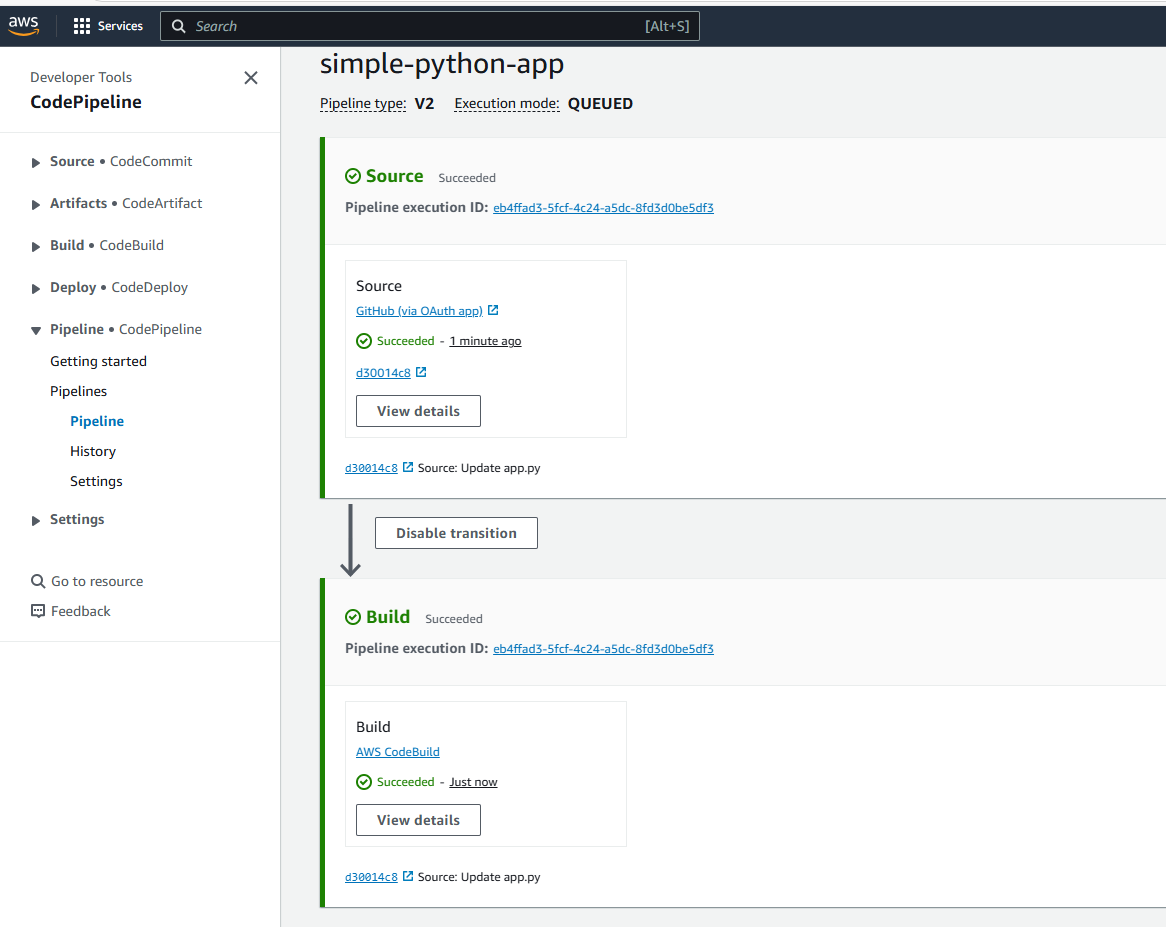 aws
Services
Search
[Alt+S]
Developer Tools
CodePipeline
Source • CodeCommit
Artifacts • CodeArtifact
Build • CodeBuild
Deploy • CodeDeploy
Pipeline • CodePipeline
Getting started
Pipelines
Pipeline
History
Settings
Settings
Go to resource
Feedback
simple-python-app
Pipeline type: V2 Execution mode: QUEUED
Source Succeeded
Pipeline execution ID: eb4ffad3-5fcf-4c24-a5dc-8fd3d0be5df3
Source
GitHub (via OAuth app)
Succeeded - 1 minute ago
d30014c8
View details
d30014c8 Source: Update app.py
Disable transition
Build Succeeded
Pipeline execution ID: eb4ffad3-5fcf-4c24-a5dc-8fd3d0be5df3
Build
AWS CodeBuild
Succeeded - Just now
View details
d30014c8 Source: Update app.py